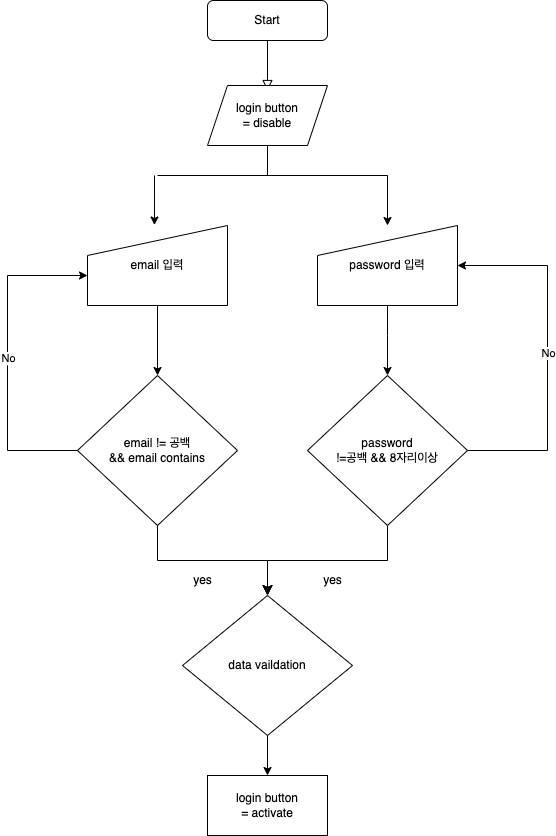 Start
login button
= disable
email 입력
password 입력
No
No
email != 공백
&& email contains
password
!=공백 && 8자리이상
yes
yes
data vaildation
login button
= activate